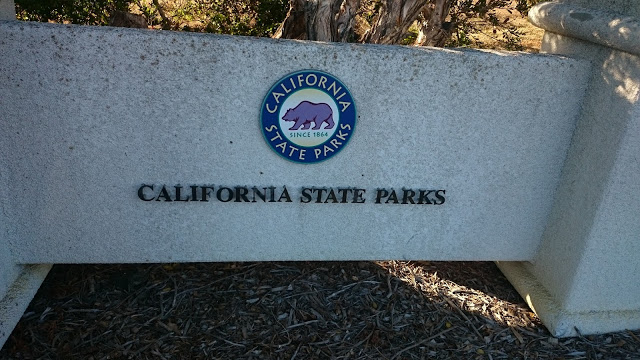 CALIFORNIA
SINCE 1864
STATE PARKS
CALIFORNIA STATE PARKS